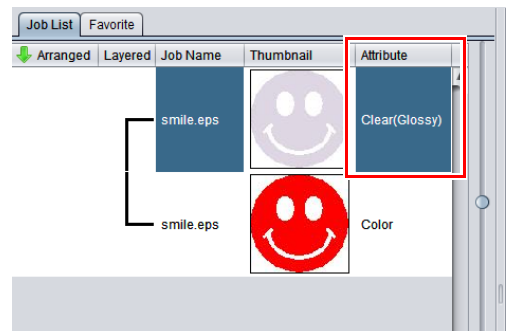 Job List Favorite
Arranged Layered Job Name Thumbnail Attribute
smile.eps Clear(Glossy)
smile.eps Color